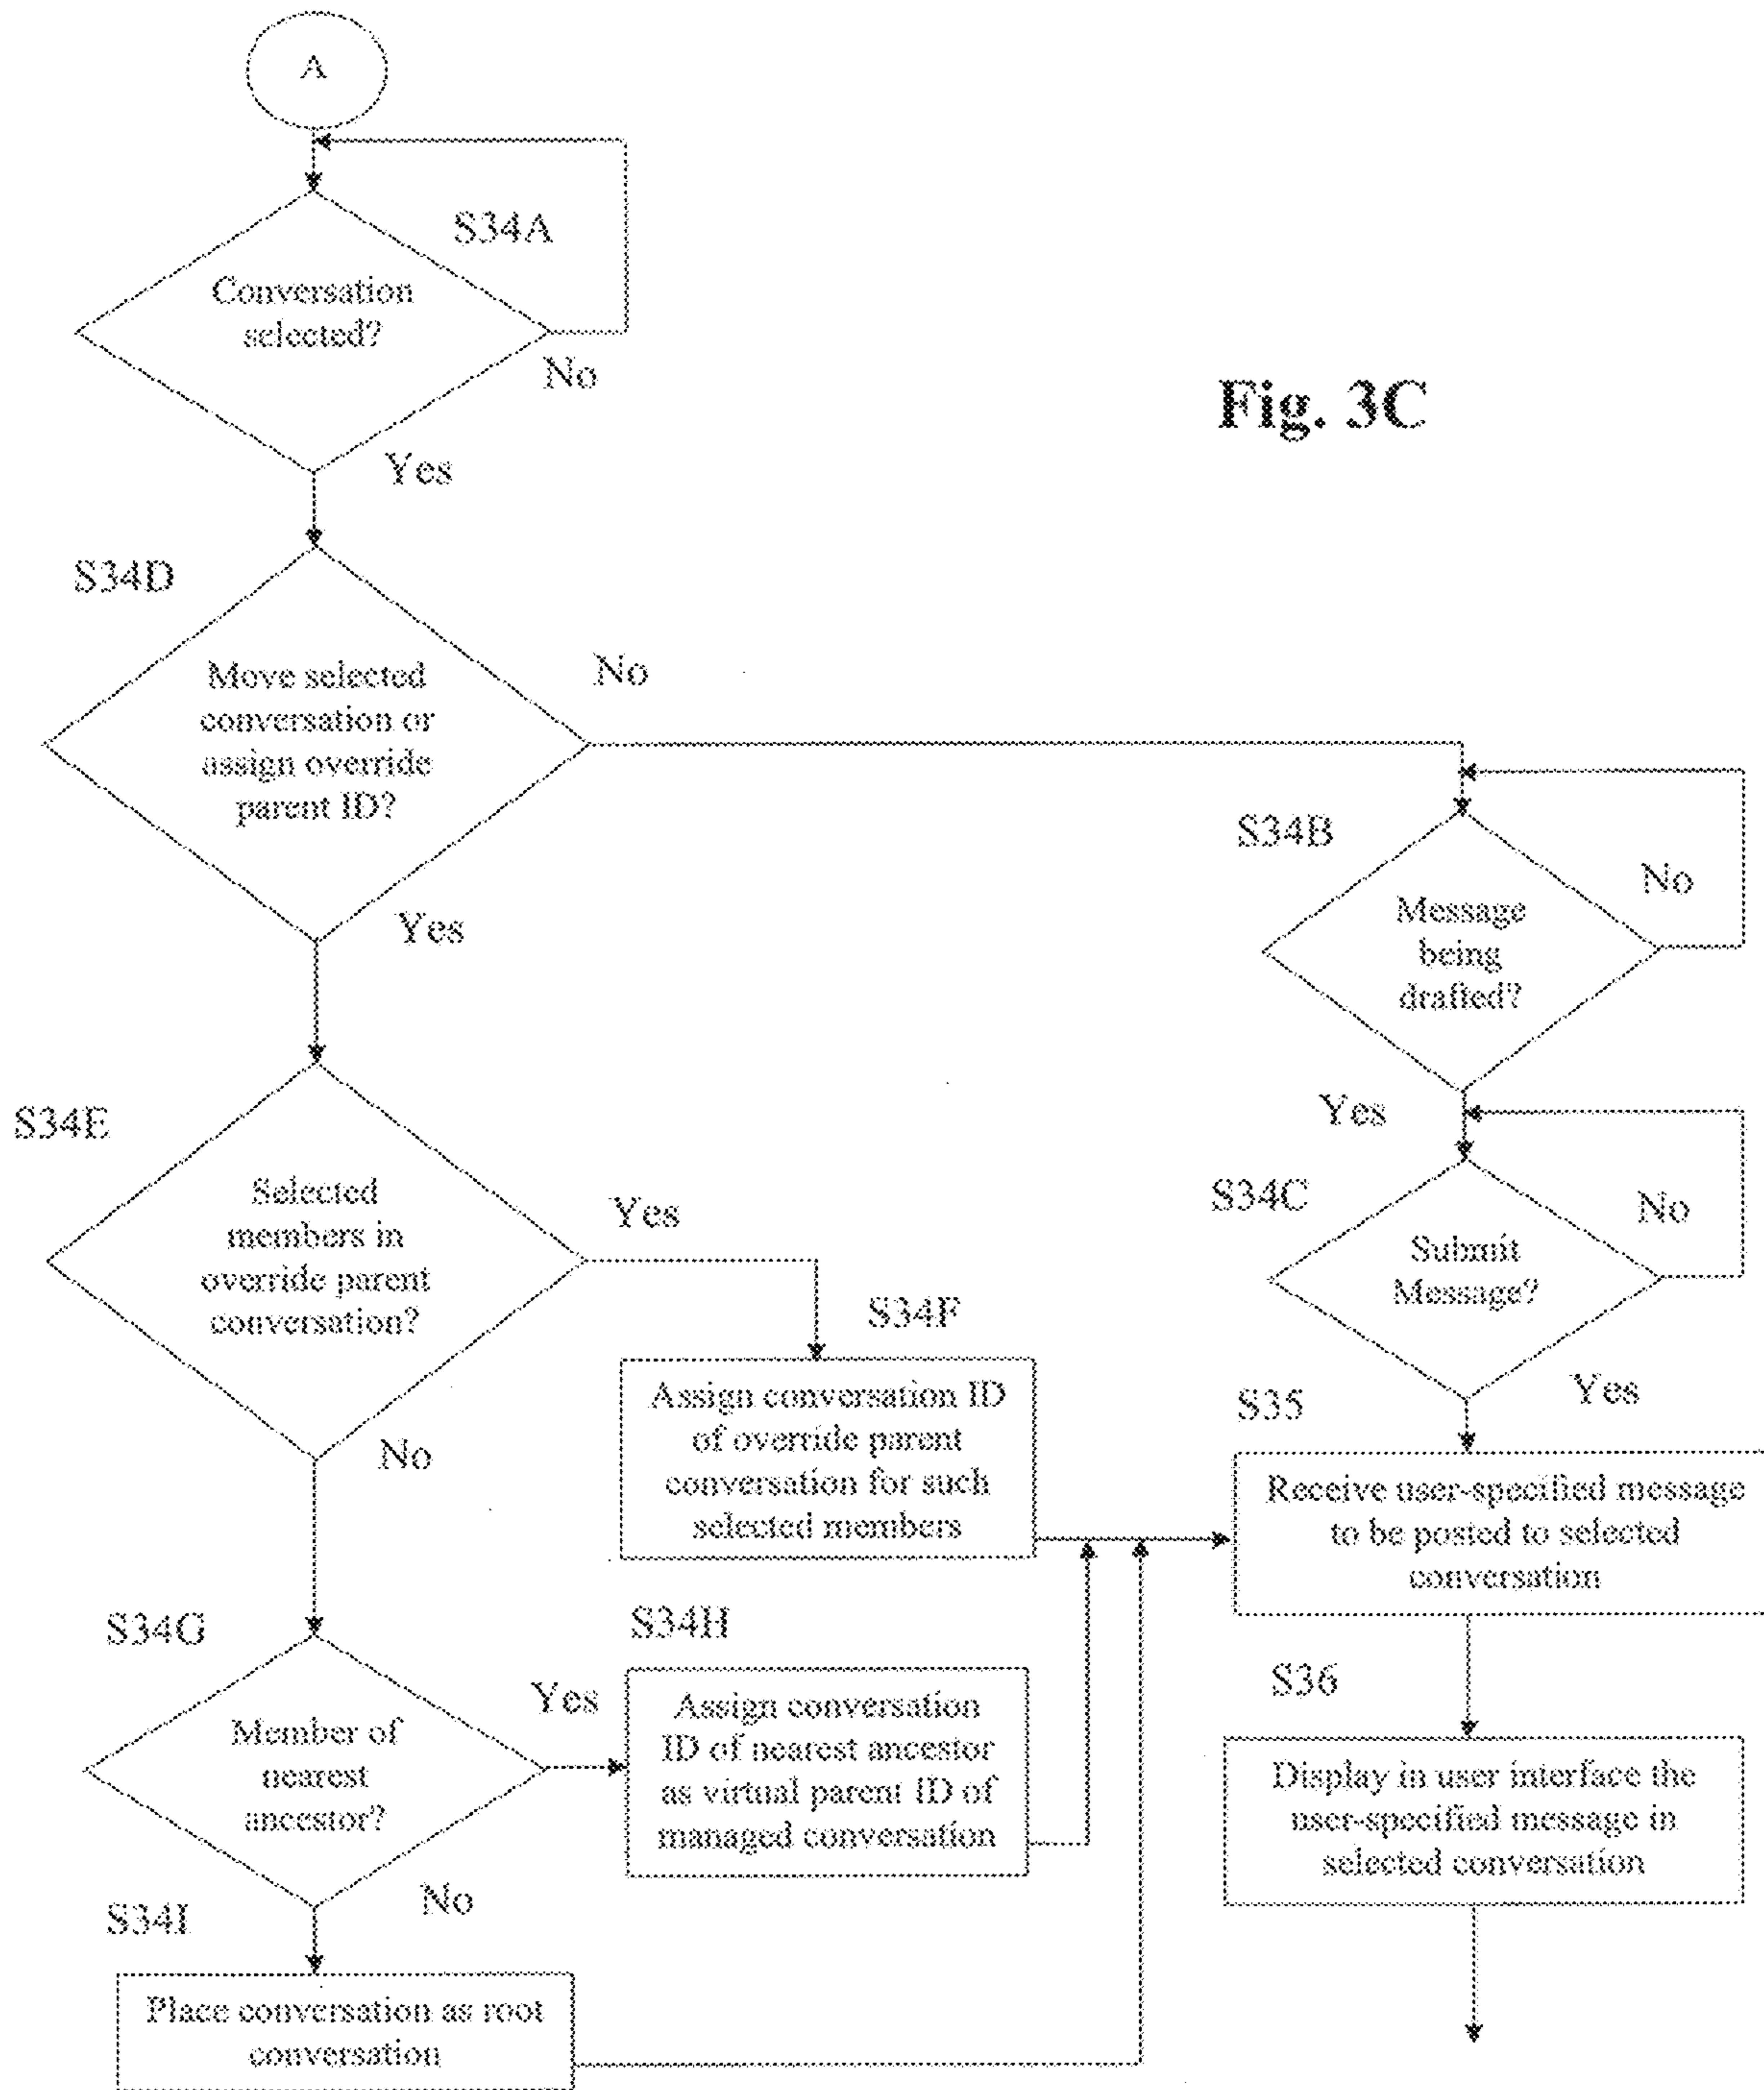 A
S34A
Conversation
selected?
No
Yes
Fig. 3C
S34D
Move selected
conversation or
assign override
parent ID?
No
Yes
S34B
Message
being
drafted?
No
Yes
S34E
Selected
members in
override parent
conversation?
Yes
No
S34C
Submit
Message?
No
Yes
S34F
Assign conversation ID
of override parent
conversation for such
selected members
S35
Receive user-specified message
to be posted to selected
conversation
S34G
Member of
nearest
ancestor?
Yes
No
S34H
Assign conversation
ID of nearest ancestor
as virtual parent ID of
managed conversation
S36
Display in user interface the
user-specified message in
selected conversation
S34I
Place conversation as root
conversation